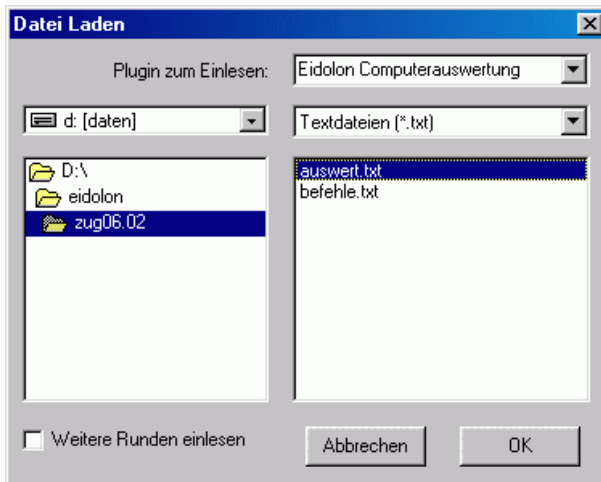 Datei Laden
Plugin zum Einlesen: Eidolon Computerauswertung
d: [daten] Textdateien (*.txt)
D:\
eidolon
zug06.02
auswert.txt
befehle.txt
Weitere Runden einlesen
Abbrechen
OK